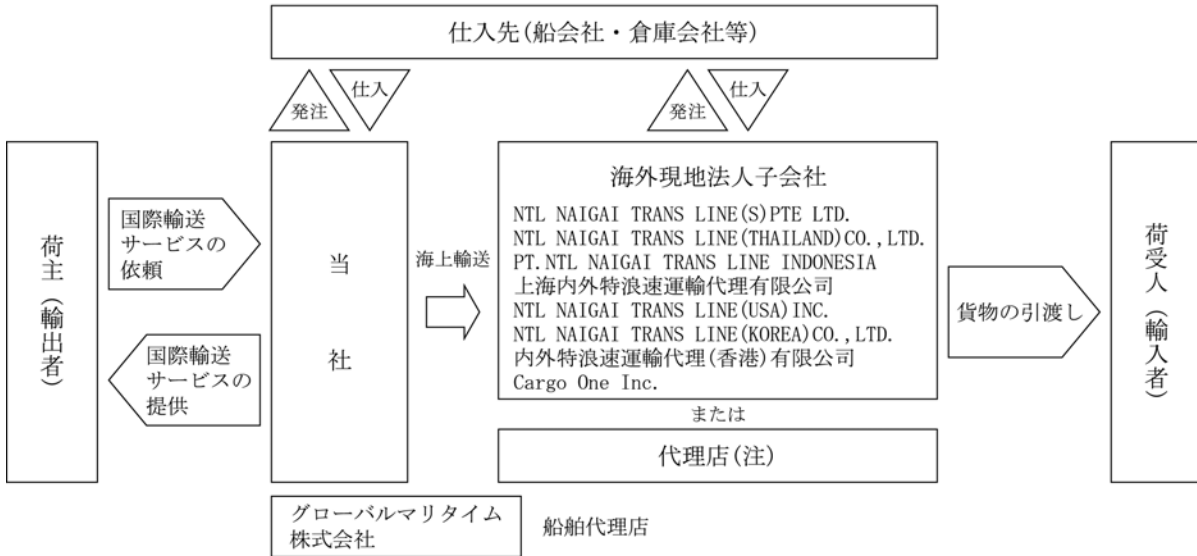 仕入先(船会社・倉庫会社等)
発注
仕入
発注
仕入
荷主(輸出者)
国際輸送
サービスの
依頼
国際輸送
サービスの
提供
当社
海上輸送
海外現地法人子会社
NTL NAIGAI TRANS LINE(S)PTE LTD.
NTL NAIGAI TRANS LINE(THAILAND)CO.,LTD.
PT.NTL NAIGAI TRANS LINE INDONESIA
上海内外特浪速運輸代理有限公司
NTL NAIGAI TRANS LINE(USA)INC.
NTL NAIGAI TRANS LINE(KOREA)CO.,LTD.
内外特浪速運輸代理(香港)有限公司
Cargo One Inc.
または
代理店(注)
貨物の引渡し
荷受人(輸入者)
グローバルマリタイム
株式会社
船舶代理店